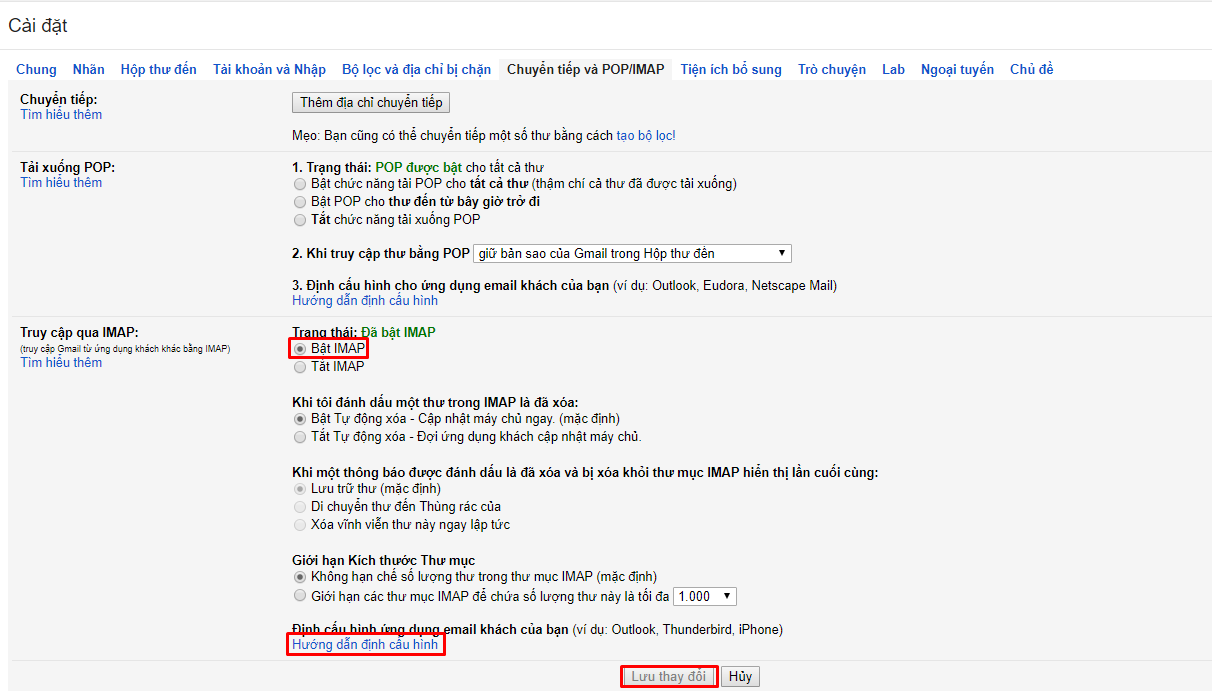 Cài đặt
Chung Nhãn Hộp thư đến Tài khoản và Nhập Bộ lọc và địa chỉ bị chặn Chuyển tiếp và POP/IMAP Tiện ích bổ sung Trò chuyện Lab Ngoại tuyến Chủ đề
Chuyển tiếp:
Tìm hiểu thêm
Thêm địa chỉ chuyển tiếp
Mẹo: Bạn cũng có thể chuyển tiếp một số thư bằng cách tạo bộ lọc!
Tải xuống POP:
Tìm hiểu thêm
1. Trạng thái: POP được bật cho tất cả thư
Bật chức năng tải POP cho tất cả thư (thậm chí cả thư đã được tải xuống)
Bật POP cho thư đến từ bây giờ trở đi
Tắt chức năng tải xuống POP
2. Khi truy cập thư bằng POP giữ bản sao của Gmail trong Hộp thư đến
3. Định cấu hình cho ứng dụng email khách của bạn (ví dụ: Outlook, Eudora, Netscape Mail)
Hướng dẫn định cấu hình
Truy cập qua IMAP:
(truy cập Gmail từ ứng dụng khách khác bằng IMAP)
Tìm hiểu thêm
Trạng thái: Đã bật IMAP
Bật IMAP
Tắt IMAP
Khi tôi đánh dấu một thư trong IMAP là đã xóa:
Bật Tự động xóa - Cập nhật máy chủ ngay. (mặc định)
Tắt Tự động xóa - Đợi ứng dụng khách cập nhật máy chủ.
Khi một thông báo được đánh dấu là đã xóa và bị xóa khỏi thư mục IMAP hiển thị lần cuối cùng:
Lưu trữ thư (mặc định)
Di chuyển thư đến Thùng rác của
Xóa vĩnh viễn thư này ngay lập tức
Giới hạn Kích thước Thư mục
Không hạn chế số lượng thư trong thư mục IMAP (mặc định)
Giới hạn các thư mục IMAP để chứa số lượng thư này là tối đa 1.000
Định cấu hình ứng dụng email khách của bạn (ví dụ: Outlook, Thunderbird, iPhone)
Hướng dẫn định cấu hình
Lưu thay đổi Hủy